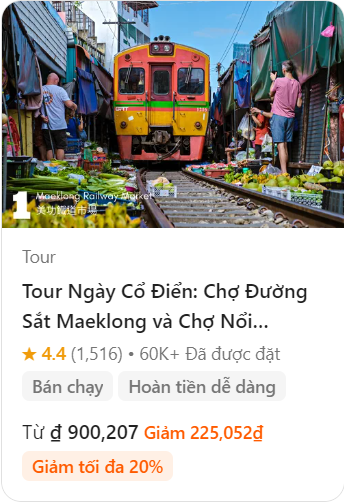 1
Maeklong Railway Market
美功鐵道市場
Tour
Tour Ngày Cổ Điển: Chợ Đường
Sắt Maeklong và Chợ Nổi...
★ 4.4 (1,516) • 60K+ Đã được đặt
Bán chạy
Hoàn tiền dễ dàng
Từ ₫ 900,207 Giảm 225,052₫
Giảm tối đa 20%